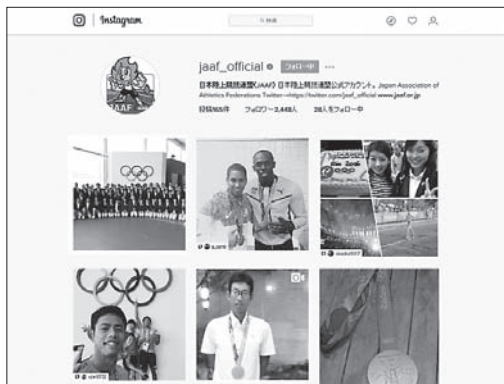 Instagram
検索
jaaf_official フォロー中 •••
日本陸上競技連盟(JAAF) 日本陸上競技連盟公式アカウント。 Japan Association of
Athletics Federations Twitter→https://twitter.com/jaaf_official www.jaaf.or.jp
投稿165件 フォロワー2,448人 28人をフォロー中
JAAF